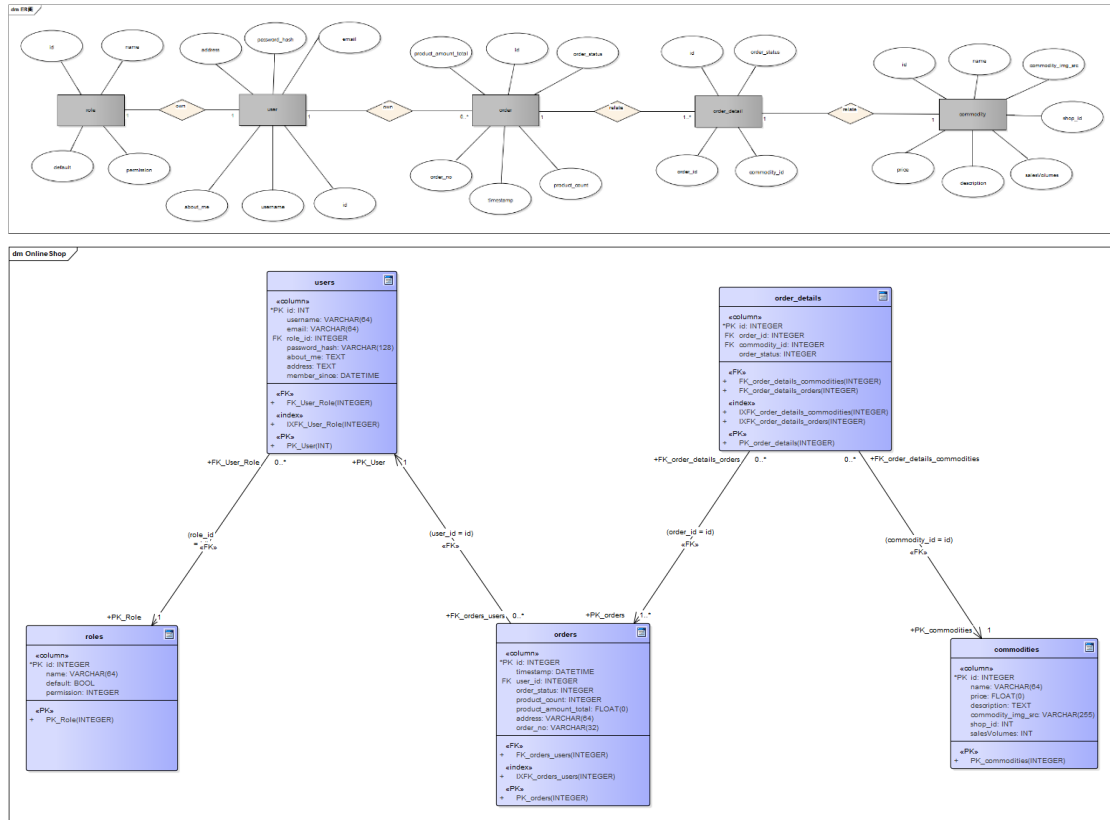 dm ER图
id
name
address
password_hash
email
product_amount_total
id
order_status
id
order_status
id
name
commodity_img_src
role
1
own
1
user
1
own
0..*
order
1
relate
1..*
order_detail
1
relate
1
commodity
shop_id
default
permission
about_me
username
id
order_no
timestamp
product_count
order_id
commodity_id
price
description
salesVolumes
dm OnlineShop
users
«column»
*PK id: INT
username: VARCHAR(64)
email: VARCHAR(64)
FK role_id: INTEGER
password_hash: VARCHAR(128)
about_me: TEXT
address: TEXT
member_since: DATETIME
«FK»
+ FK_User_Role(INTEGER)
«index»
+ IXFK_User_Role(INTEGER)
«PK»
+ PK_User(INT)
order_details
«column»
*PK id: INTEGER
FK order_id: INTEGER
FK commodity_id: INTEGER
order_status: INTEGER
«FK»
+ FK_order_details_commodities(INTEGER)
+ FK_order_details_orders(INTEGER)
«index»
+ IXFK_order_details_commodities(INTEGER)
+ IXFK_order_details_orders(INTEGER)
«PK»
+ PK_order_details(INTEGER)
+FK_User_Role 0..*
+PK_User 1
+FK_order_details_orders 0..*
0..* +FK_order_details_commodities
(role_id
«FK»
(user_id = id)
«FK»
(order_id = id)
«FK»
(commodity_id = id)
«FK»
+PK_Role 1
+FK_orders_users 0..*
+PK_orders 1..*
+PK_commodities 1
roles
«column»
*PK id: INTEGER
name: VARCHAR(64)
default: BOOL
permission: INTEGER
«PK»
+ PK_Role(INTEGER)
orders
«column»
*PK id: INTEGER
timestamp: DATETIME
FK user_id: INTEGER
order_status: INTEGER
product_count: INTEGER
product_amount_total: FLOAT(0)
address: VARCHAR(64)
order_no: VARCHAR(32)
«FK»
+ FK_orders_users(INTEGER)
«index»
+ IXFK_orders_users(INTEGER)
«PK»
+ PK_orders(INTEGER)
commodities
«column»
*PK id: INTEGER
name: VARCHAR(64)
price: FLOAT(0)
description: TEXT
commodity_img_src: VARCHAR(255)
shop_id: INT
salesVolumes: INT
«PK»
+ PK_commodities(INTEGER)